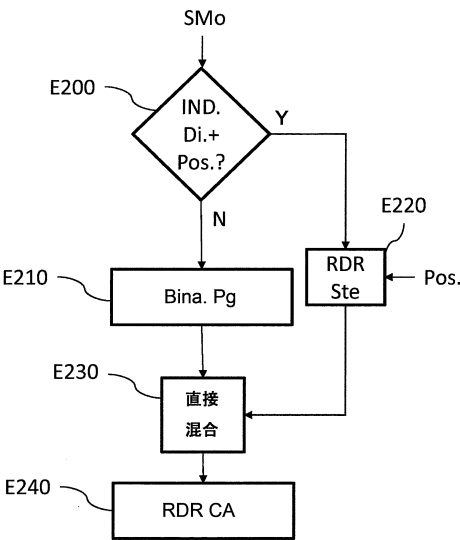 SMo
E200
IND.
Di.+
Pos.?
Y
N
E220
RDR
Ste
Pos.
E210
Bina. Pg
E230
直接
混合
E240
RDR CA